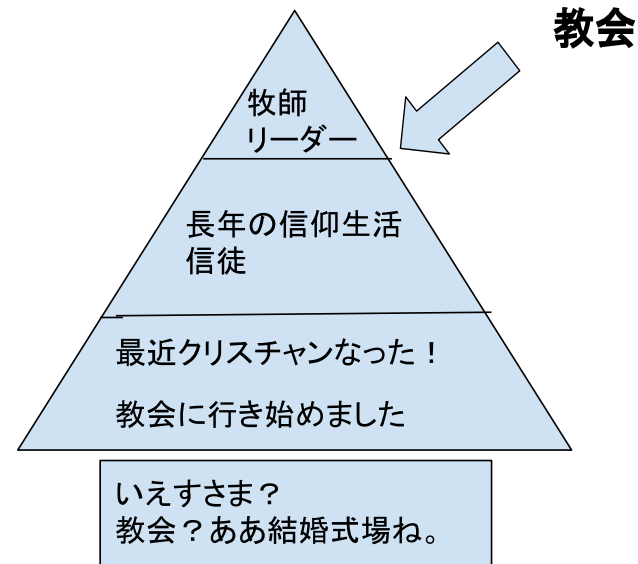 教会
牧師
リーダー
長年の信仰生活
信徒
最近クリスチャンなった！
教会に行き始めました
いえすさま？
教会？ああ結婚式場ね。